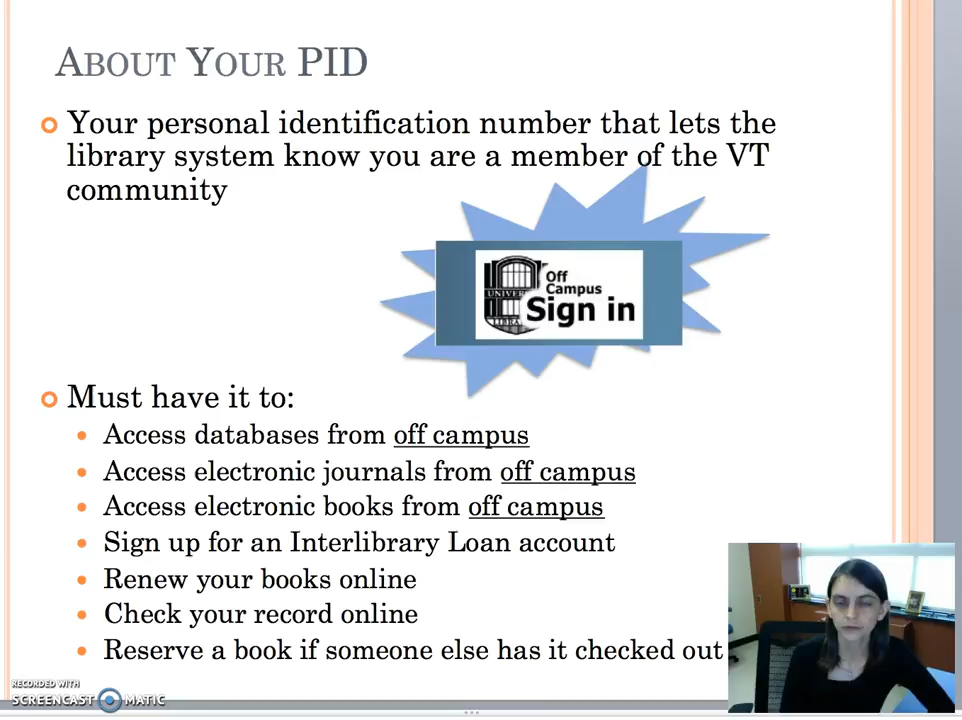 ABOUT YOUR PID
Your personal identification number that lets the
library system know you are a member of the VT
community
UNIVER
LIBRA
Off
Campus
Sign in
Must have it to:
Access databases from off campus
Access electronic journals from off campus
Access electronic books from off campus
Sign up for an Interlibrary Loan account
Renew your books online
Check your record online
Reserve a book if someone else has it checked out
RECORDED WITH
SCREENCAST MATIC